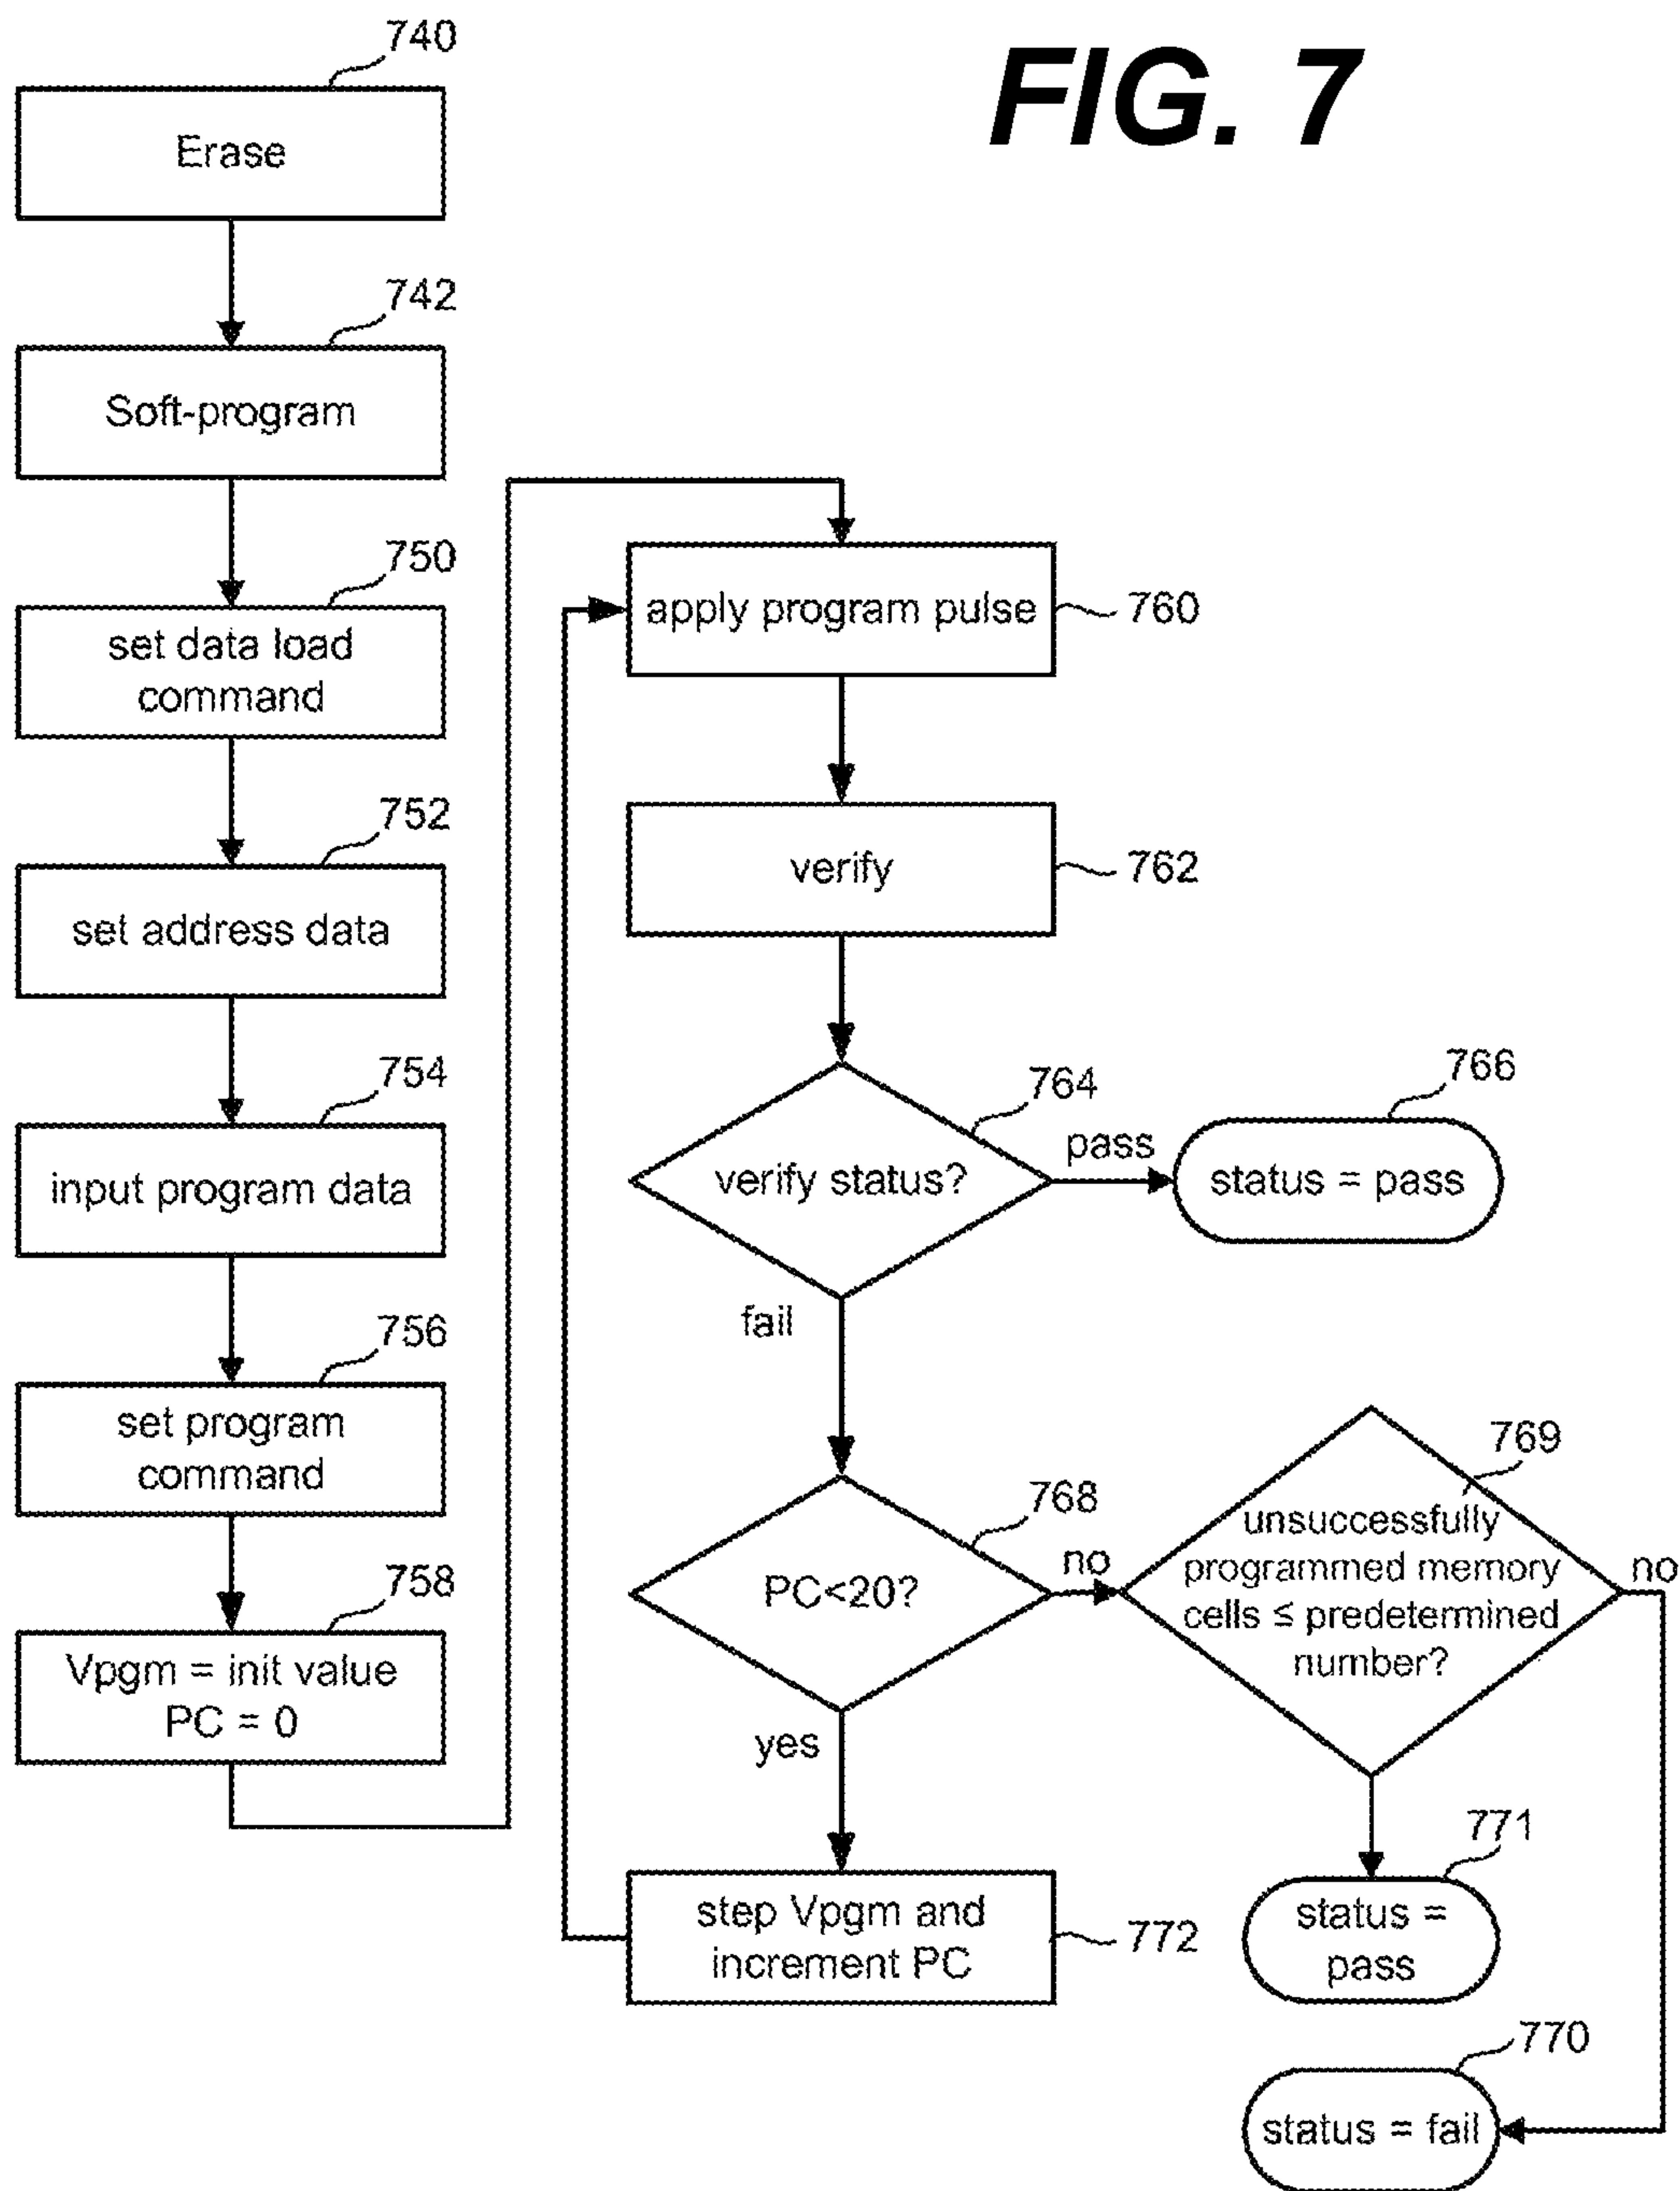 FIG. 7
740
Erase
742
Soft-program
750
set data load
command
752
set address data
754
input program data
756
set program
command
758
Vpgm = init value
PC = 0
apply program pulse
760
verify
762
764
verify status?
pass
766
status = pass
fail
768
PC<20?
no
769
unsuccessfully
programmed memory
cells ≤ predetermined
number?
no
yes
step Vpgm and
increment PC
772
771
status =
pass
770
status = fail